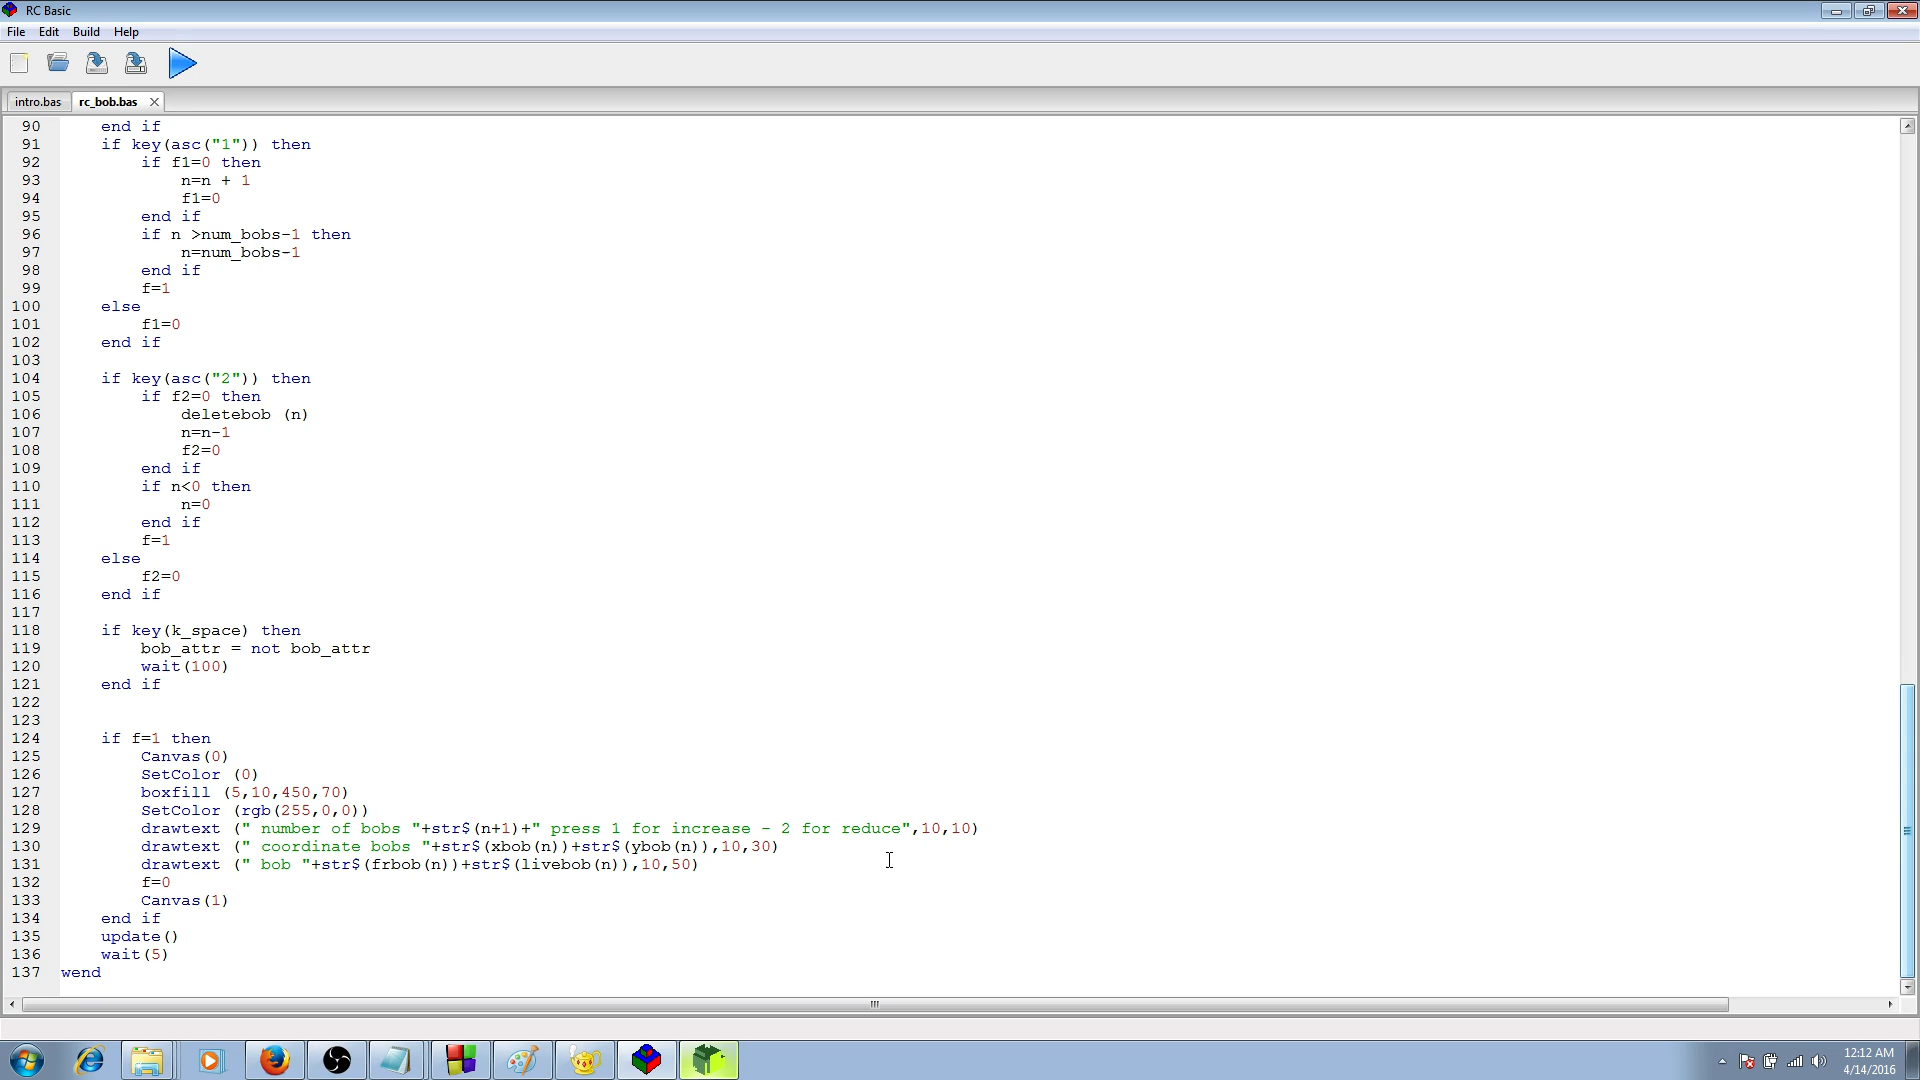 RC Basic
File Edit Build Help
intro.bas rc_bob.bas
90     end if
91     if key(asc("1")) then
92         if f1=0 then
93             n=n + 1
94             f1=0
95         end if
96         if n >num_bobs-1 then
97             n=num_bobs-1
98         end if
99         f=1
100     else
101         f1=0
102     end if
103
104     if key(asc("2")) then
105         if f2=0 then
106             deletebob (n)
107             n=n-1
108             f2=0
109         end if
110         if n<0 then
111             n=0
112         end if
113         f=1
114     else
115         f2=0
116     end if
117
118     if key(k_space) then
119         bob_attr = not bob_attr
120         wait(100)
121     end if
122
123
124     if f=1 then
125         Canvas(0)
126         SetColor (0)
127         boxfill (5,10,450,70)
128         SetColor (rgb(255,0,0))
129         drawtext (" number of bobs "+str$(n+1)+" press 1 for increase - 2 for reduce",10,10)
130         drawtext (" coordinate bobs "+str$(xbob(n))+str$(ybob(n)),10,30)
131         drawtext (" bob "+str$(frbob(n))+str$(livebob(n)),10,50)
132         f=0
133         Canvas(1)
134     end if
135     update()
136     wait(5)
137 wend
12:12 AM
4/14/2016